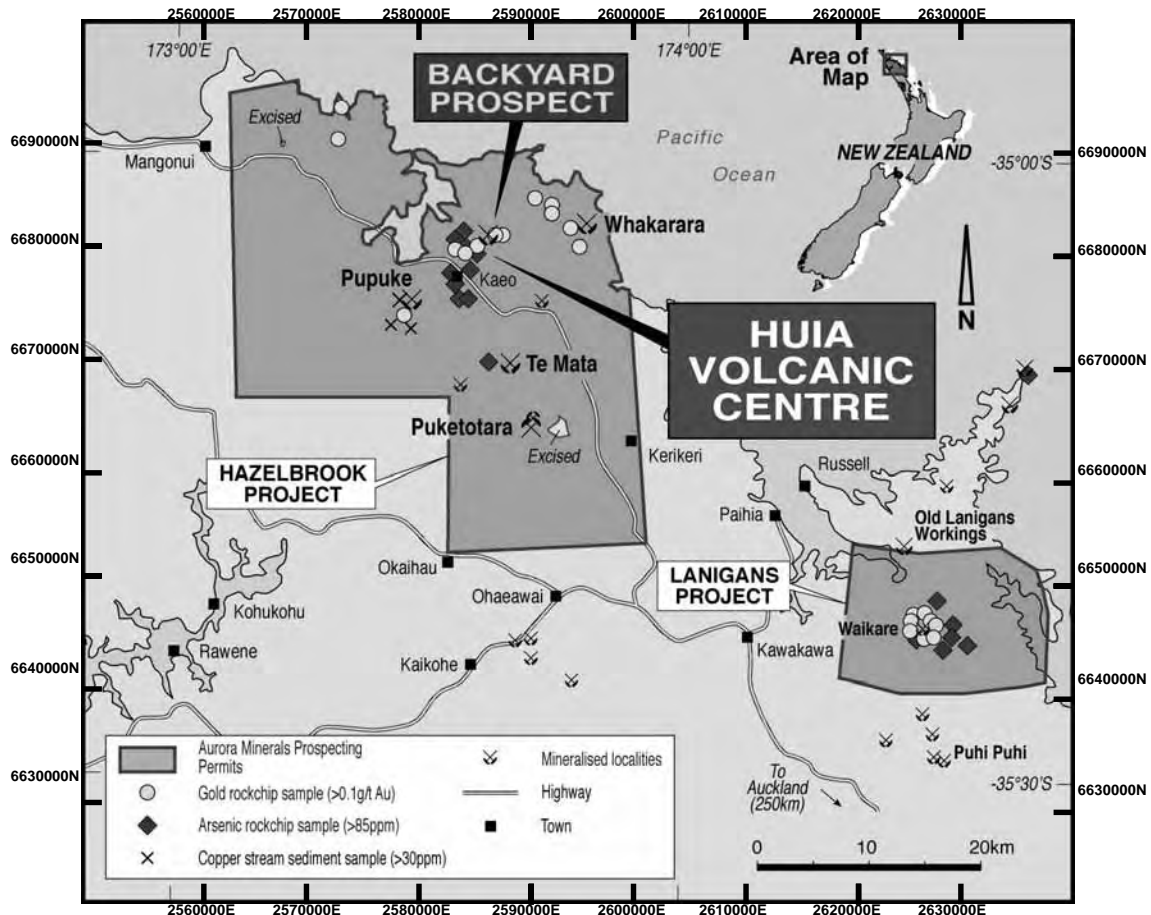 2560000E 2570000E 2580000E 2590000E 2600000E 2610000E 2620000E 2630000E
173°00'E
174°00'E
Area of
Map
BACKYARD
PROSPECT
Excised
Pacific
Ocean
NEW ZEALAND
6690000N
6690000N
-35°00'S
Mangonui
Whakarara
6680000N
6680000N
Pupuke
Kaeo
N
HUIA
VOLCANIC
CENTRE
6670000N
6670000N
Te Mata
Puketotara
Excised
Kerikeri
6660000N
6660000N
HAZELBROOK
PROJECT
Russell
Paihia
Old Lanigans
Workings
6650000N
6650000N
Okaihau
LANIGANS
PROJECT
Ohaeawai
Kohukohu
Waikare
Rawene
Kaikohe
Kawakawa
6640000N
6640000N
Puhi Puhi
6630000N
6630000N
-35°30'S
To
Auckland
(250km)
Aurora Minerals Prospecting
Permits
Gold rockchip sample (>0.1g/t Au)
Arsenic rockchip sample (>85ppm)
Copper stream sediment sample (>30ppm)
Mineralised localities
Highway
Town
0 10 20km
2560000E 2570000E 2580000E 2590000E 2600000E 2610000E 2620000E 2630000E